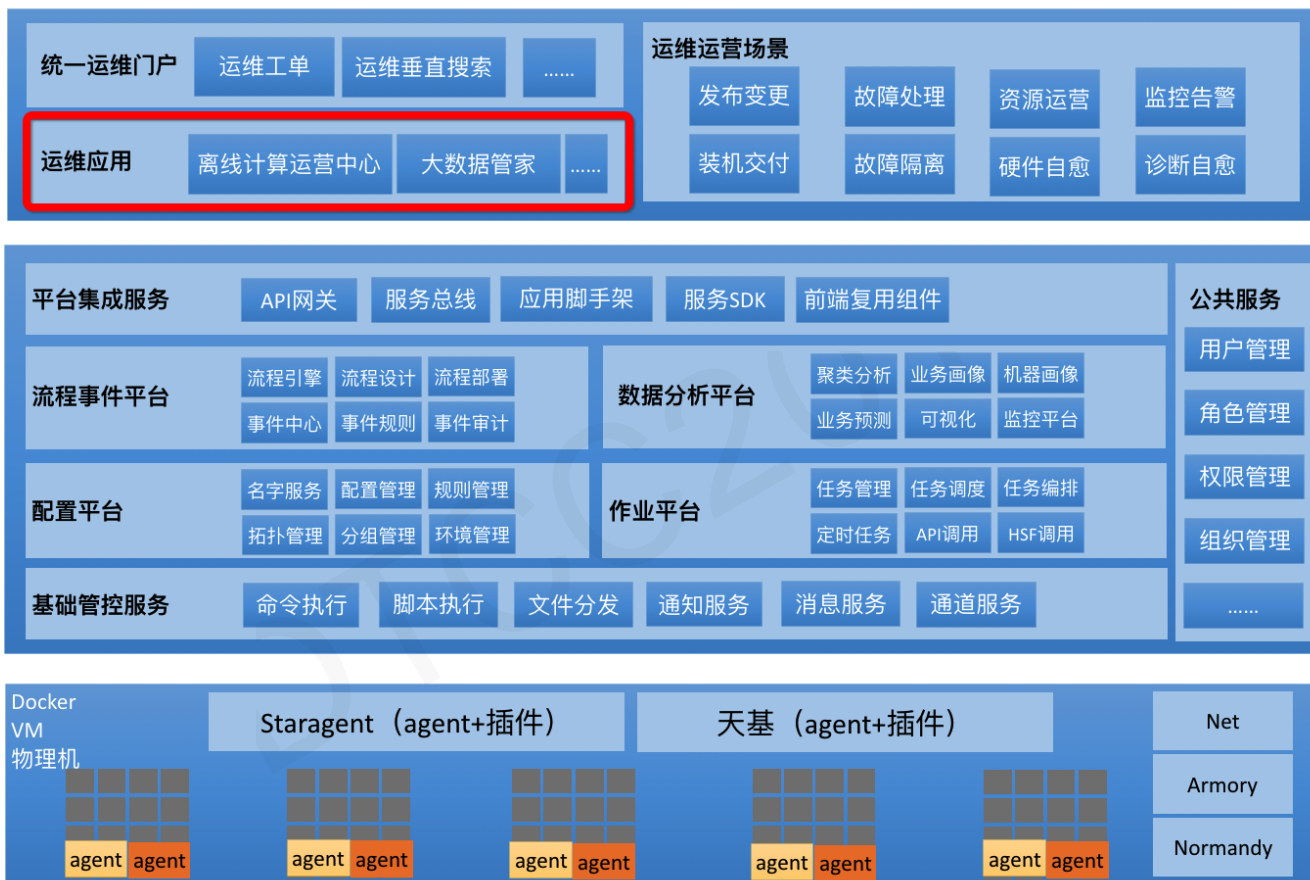 统一运维门户 运维工单 运维垂直搜索 ......
运维应用 离线计算运营中心 大数据管家 ......
运维运营场景
发布变更 故障处理 资源运营 监控告警
装机交付 故障隔离 硬件自愈 诊断自愈
平台集成服务 API网关 服务总线 应用脚手架 服务SDK 前端复用组件
流程事件平台
流程引擎 流程设计 流程部署
事件中心 事件规则 事件审计
数据分析平台
聚类分析 业务画像 机器画像
业务预测 可视化 监控平台
配置平台
名字服务 配置管理 规则管理
拓扑管理 分组管理 环境管理
作业平台
任务管理 任务调度 任务编排
定时任务 API调用 HSF调用
基础管控服务 命令执行 脚本执行 文件分发 通知服务 消息服务 通道服务
公共服务
用户管理
角色管理
权限管理
组织管理
......
Docker
VM
物理机
Staragent（agent+插件） 天基（agent+插件）
Net
Armory
Normandy
agent agent agent agent agent agent agent agent agent agent